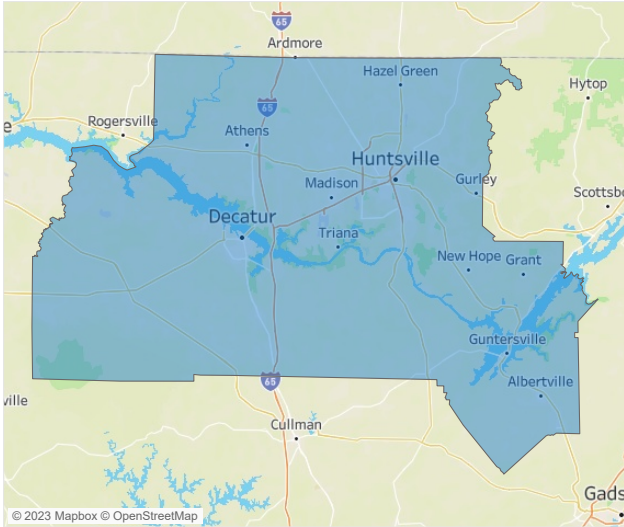 65
Ardmore
Hazel Green
Hytop
65
Rogersville
e
Athens
Huntsville
Madison
Gurley
Scottsbo
Decatur
Triana
New Hope
Grant
Guntersville
65
Albertville
ville
Cullman
Gads
© 2023 Mapbox © OpenStreetMap